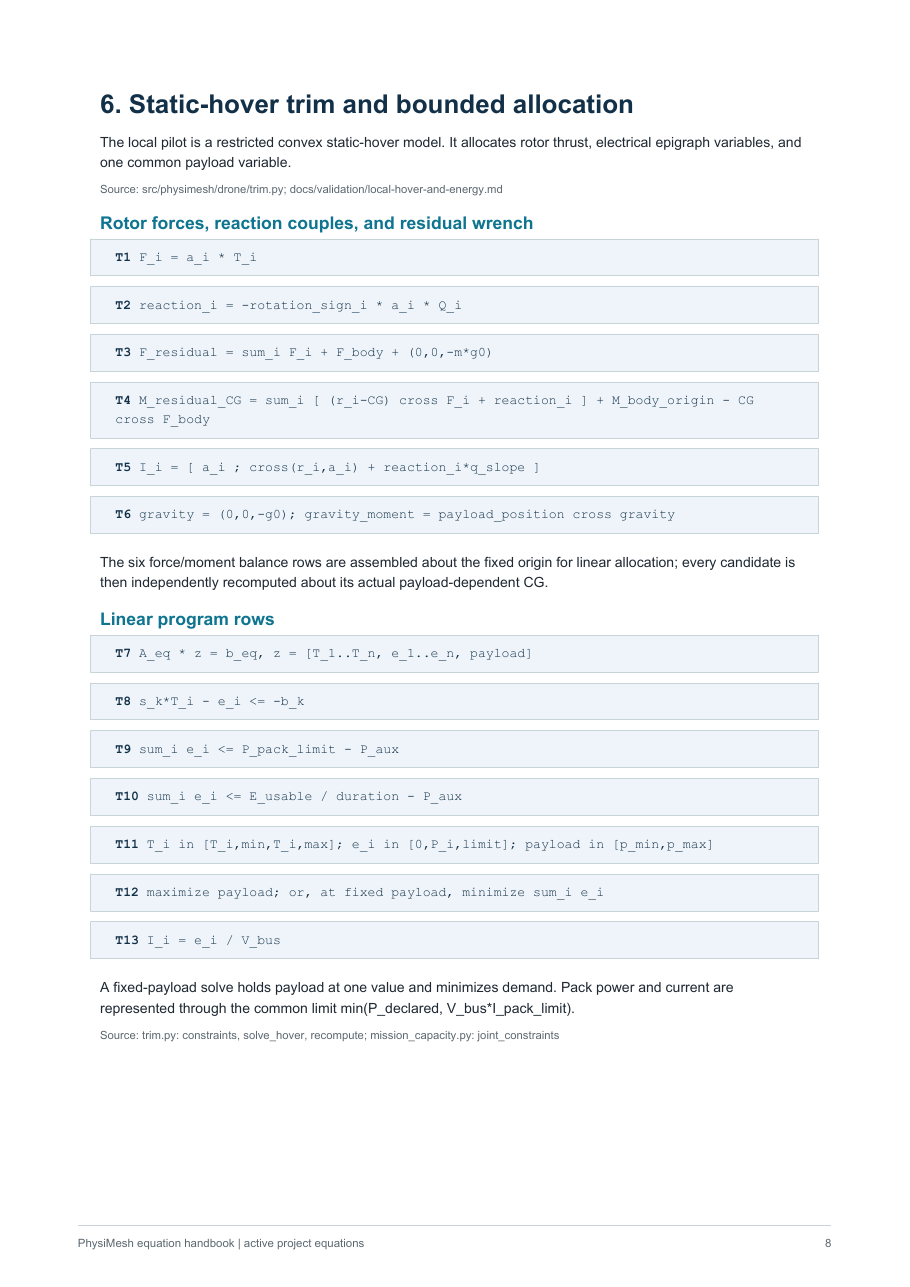 6. Static-hover trim and bounded allocation
The local pilot is a restricted convex static-hover model. It allocates rotor thrust, electrical epigraph variables, and
one common payload variable.
Source: src/physimesh/drone/trim.py; docs/validation/local-hover-and-energy.md
Rotor forces, reaction couples, and residual wrench
T1 F_i = a_i * T_i
T2 reaction_i = -rotation_sign_i * a_i * Q_i
T3 F_residual = sum_i F_i + F_body + (0,0,-m*g0)
T4 M_residual_CG = sum_i [ (r_i-CG) cross F_i + reaction_i ] + M_body_origin - CG
cross F_body
T5 I_i = [ a_i ; cross(r_i,a_i) + reaction_i*q_slope ]
T6 gravity = (0,0,-g0); gravity_moment = payload_position cross gravity
The six force/moment balance rows are assembled about the fixed origin for linear allocation; every candidate is
then independently recomputed about its actual payload-dependent CG.
Linear program rows
T7 A_eq * z = b_eq, z = [T_1..T_n, e_1..e_n, payload]
T8 s_k*T_i - e_i <= -b_k
T9 sum_i e_i <= P_pack_limit - P_aux
T10 sum_i e_i <= E_usable / duration - P_aux
T11 T_i in [T_i,min,T_i,max]; e_i in [0,P_i,limit]; payload in [p_min,p_max]
T12 maximize payload; or, at fixed payload, minimize sum_i e_i
T13 I_i = e_i / V_bus
A fixed-payload solve holds payload at one value and minimizes demand. Pack power and current are
represented through the common limit min(P_declared, V_bus*I_pack_limit).
Source: trim.py: constraints, solve_hover, recompute; mission_capacity.py: joint_constraints
PhysiMesh equation handbook | active project equations
8